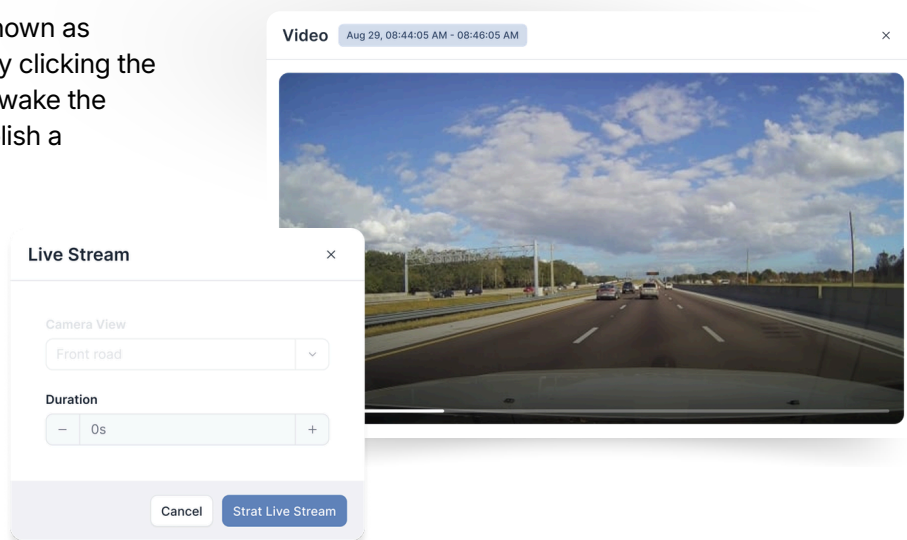 nown as
y clicking the
wake the
lish a
Video Aug 29, 08:44:05 AM - 08:46:05 AM
Live Stream
Camera View
Front road
Duration
− 0s +
Cancel Strat Live Stream